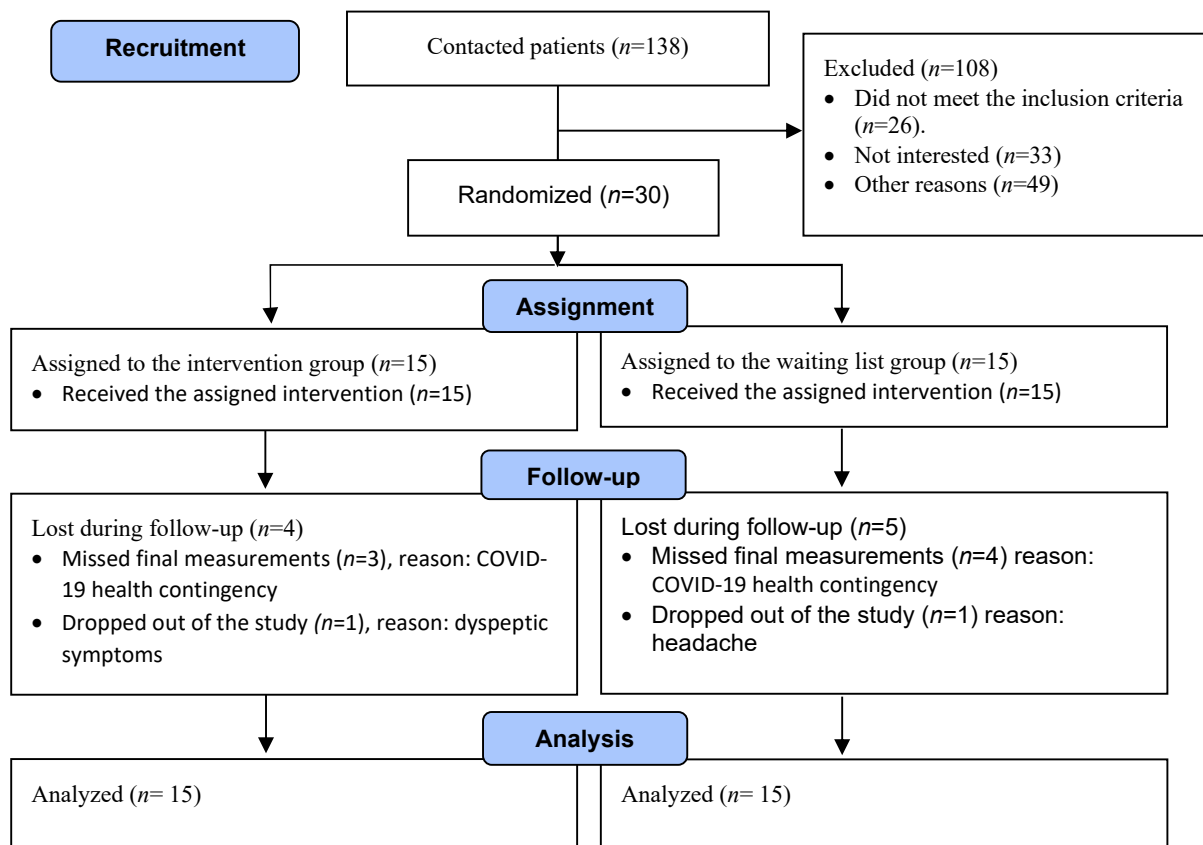 Recruitment
Contacted patients (n=138)
Excluded (n=108)
• Did not meet the inclusion criteria
(n=26).
• Not interested (n=33)
• Other reasons (n=49)
Randomized (n=30)
Assignment
Assigned to the intervention group (n=15)
• Received the assigned intervention (n=15)
Assigned to the waiting list group (n=15)
• Received the assigned intervention (n=15)
Follow-up
Lost during follow-up (n=4)
• Missed final measurements (n=3), reason: COVID-
19 health contingency
• Dropped out of the study (n=1), reason: dyspeptic
symptoms
Lost during follow-up (n=5)
• Missed final measurements (n=4) reason:
COVID-19 health contingency
• Dropped out of the study (n=1) reason:
headache
Analysis
Analyzed (n= 15)
Analyzed (n= 15)